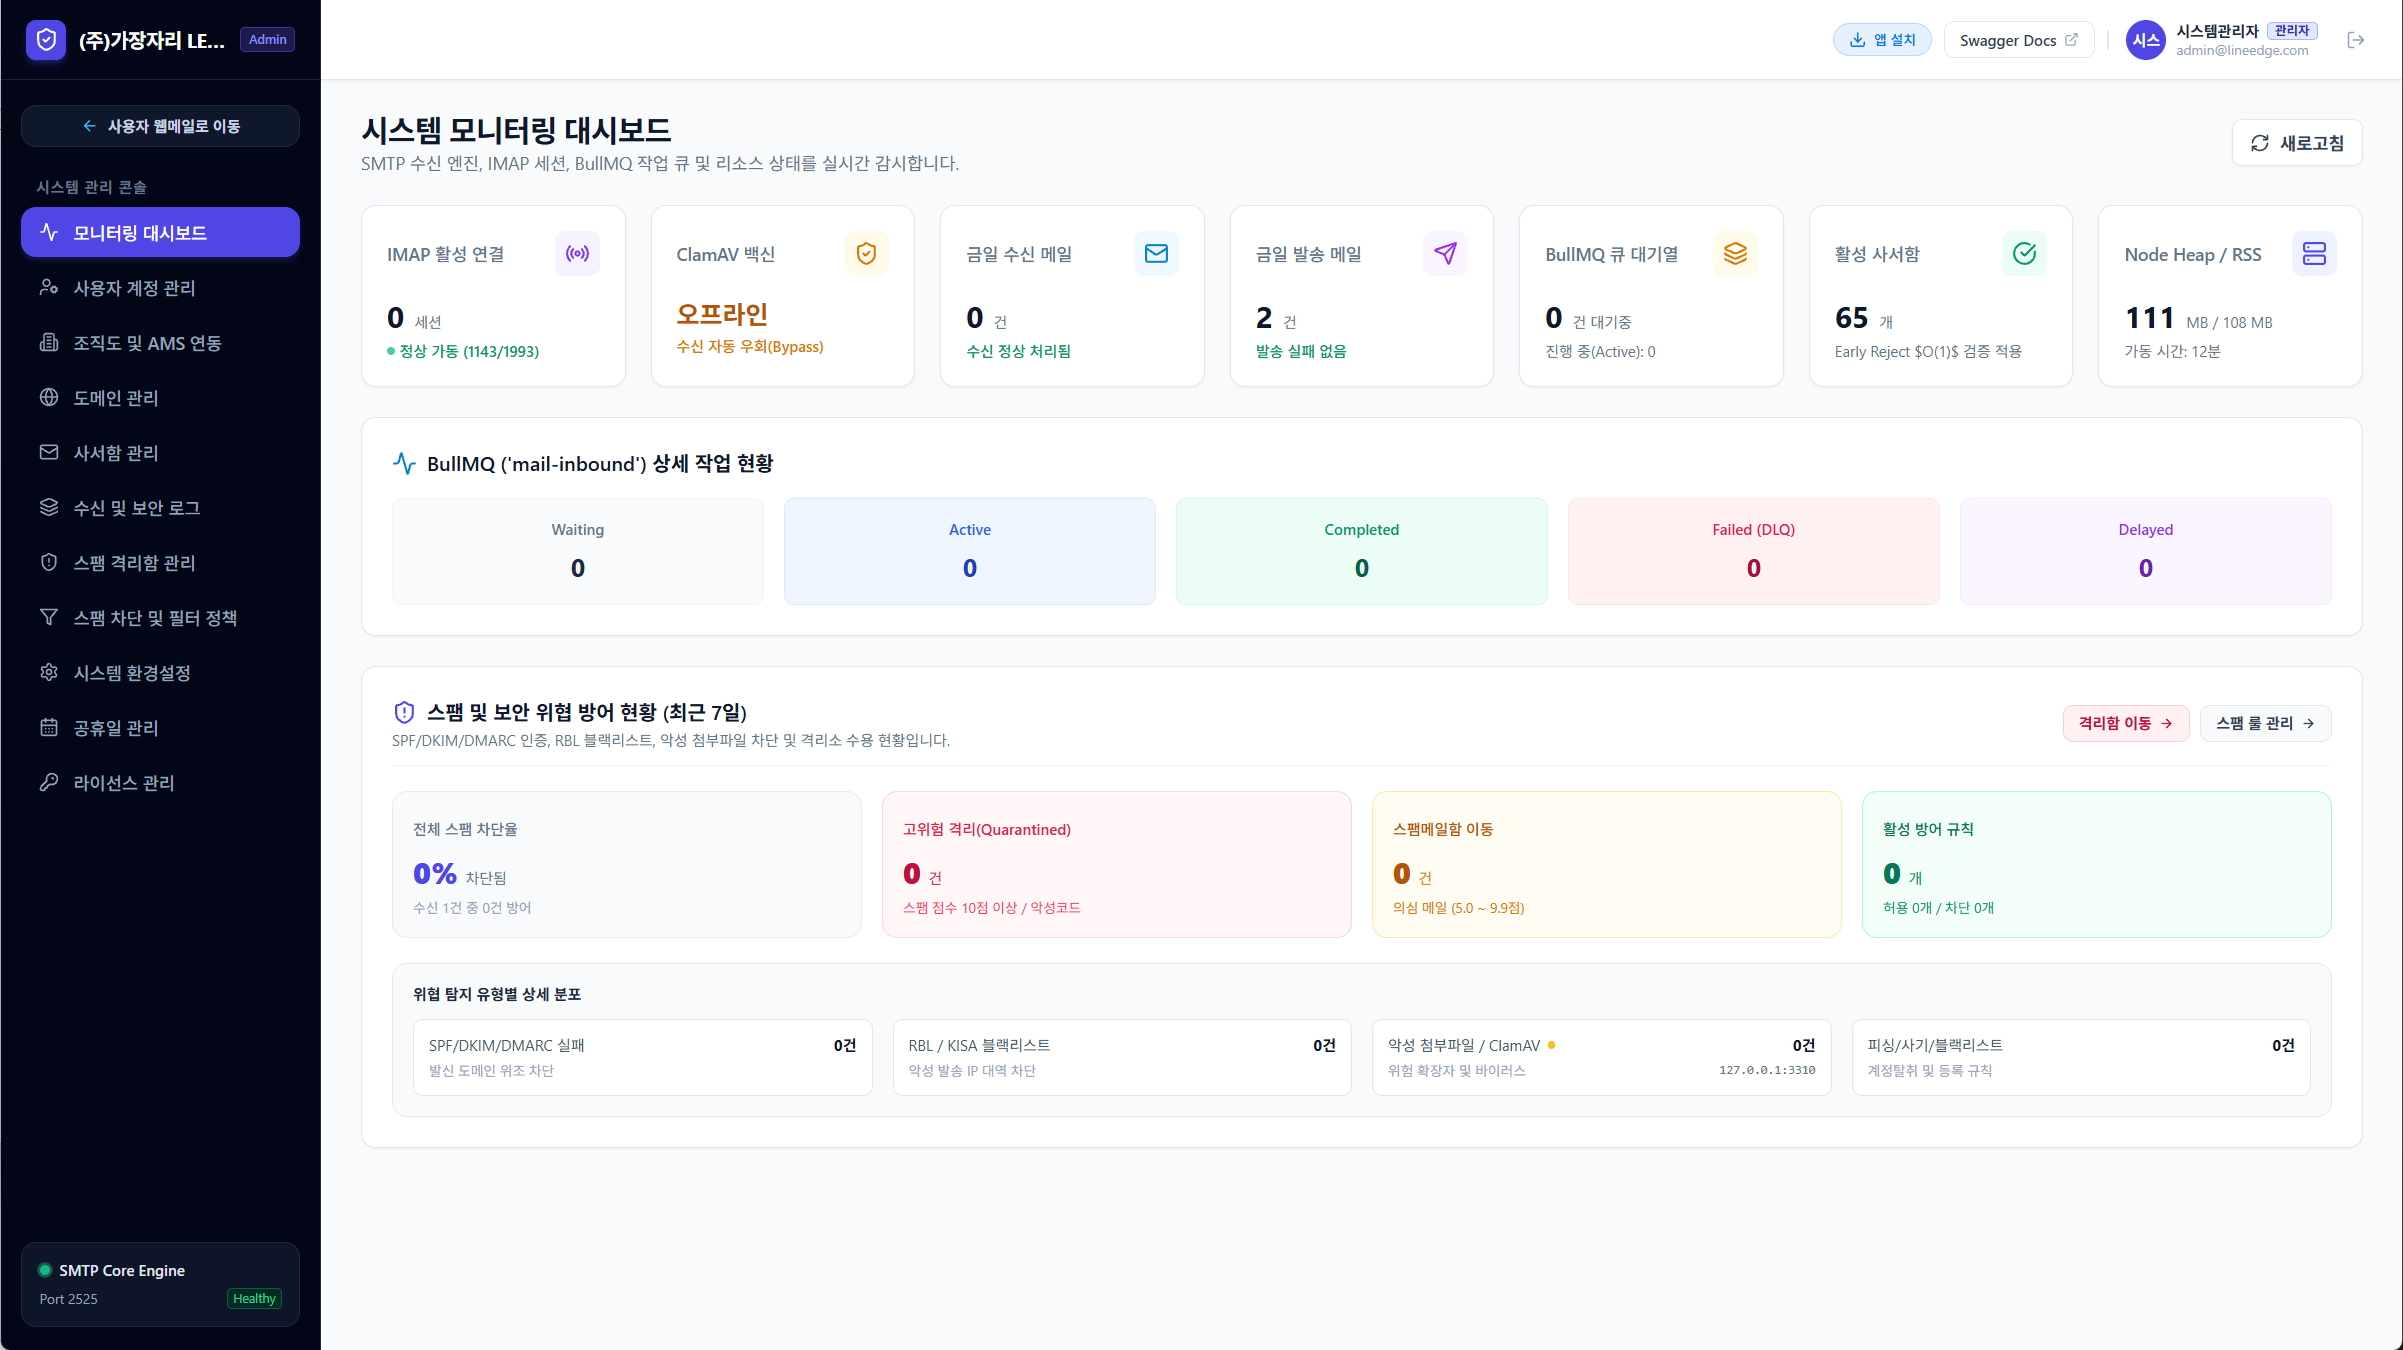 (주)가장자리 LE... Admin
앱 설치
Swagger Docs
시스
시스템관리자 관리자
admin@lineedge.com
사용자 웹메일로 이동
시스템 관리 콘솔
모니터링 대시보드
사용자 계정 관리
조직도 및 AMS 연동
도메인 관리
사서함 관리
수신 및 보안 로그
스팸 격리함 관리
스팸 차단 및 필터 정책
시스템 환경설정
공휴일 관리
라이선스 관리
SMTP Core Engine
Port 2525 Healthy
시스템 모니터링 대시보드
SMTP 수신 엔진, IMAP 세션, BullMQ 작업 큐 및 리소스 상태를 실시간 감시합니다.
새로고침
IMAP 활성 연결
0 세션
정상 가동 (1143/1993)
ClamAV 백신
오프라인
수신 자동 우회(Bypass)
금일 수신 메일
0 건
수신 정상 처리됨
금일 발송 메일
2 건
발송 실패 없음
BullMQ 큐 대기열
0 건 대기중
진행 중(Active): 0
활성 사서함
65 개
Early Reject $O(1)$ 검증 적용
Node Heap / RSS
111 MB / 108 MB
가동 시간: 12분
BullMQ ('mail-inbound') 상세 작업 현황
Waiting
0
Active
0
Completed
0
Failed (DLQ)
0
Delayed
0
스팸 및 보안 위협 방어 현황 (최근 7일)
SPF/DKIM/DMARC 인증, RBL 블랙리스트, 악성 첨부파일 차단 및 격리소 수용 현황입니다.
격리함 이동 →
스팸 룰 관리 →
전체 스팸 차단율
0% 차단됨
수신 1건 중 0건 방어
고위험 격리(Quarantined)
0 건
스팸 점수 10점 이상 / 악성코드
스팸메일함 이동
0 건
의심 메일 (5.0 ~ 9.9점)
활성 방어 규칙
0 개
허용 0개 / 차단 0개
위협 탐지 유형별 상세 분포
SPF/DKIM/DMARC 실패 0건
발신 도메인 위조 차단
RBL / KISA 블랙리스트 0건
악성 발송 IP 대역 차단
악성 첨부파일 / ClamAV 0건
위험 확장자 및 바이러스 127.0.0.1:3310
피싱/사기/블랙리스트 0건
계정탈취 및 등록 규칙